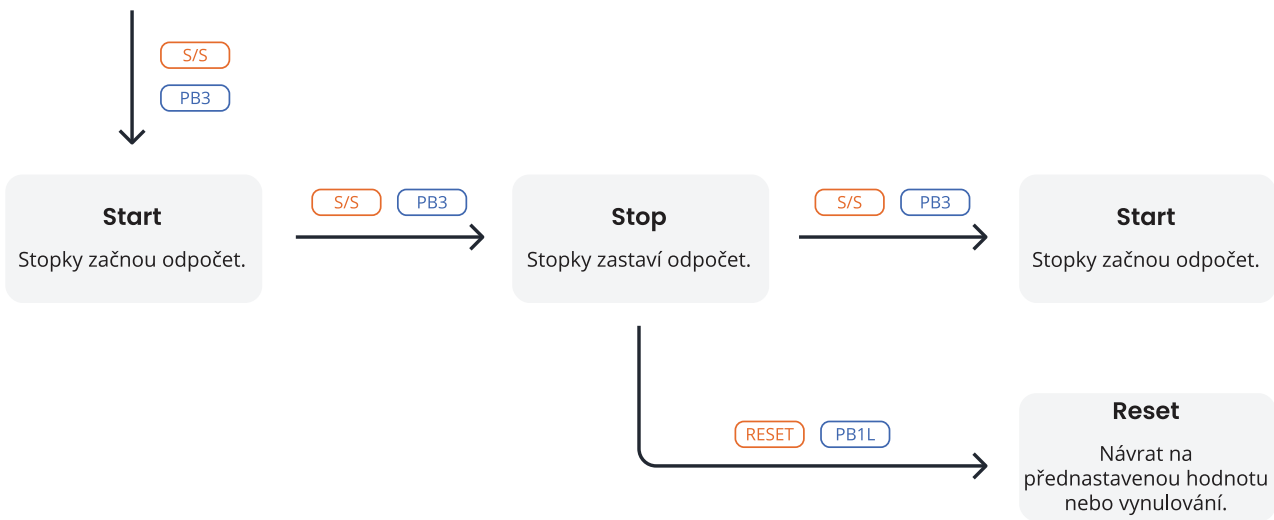 S/S
PB3
Start
Stopky začnou odpočet.
S/S PB3
Stop
Stopky zastaví odpočet.
S/S PB3
Start
Stopky začnou odpočet.
RESET PB1L
Reset
Návrat na
přednastavenou hodnotu
nebo vynulování.